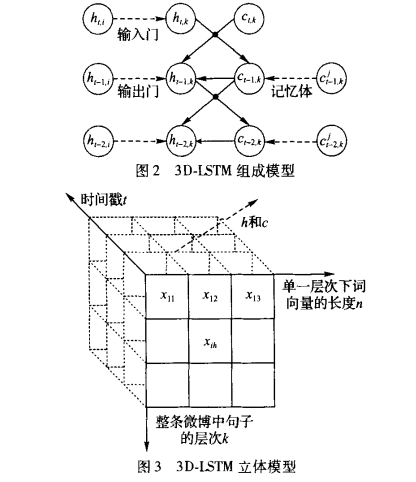 h_{t,i} h_{t,k} c_{t,k}
输入门
h_{t-1,i} h_{t-1,k} c_{t-1,k} c^{j}_{t-1,k}
输出门 记忆体
h_{t-2,i} h_{t-2,k} c_{t-2,k} c^{j}_{t-2,k}
图 2 3D-LSTM 组成模型
时间戳t
h和c
x_{11} x_{12} x_{13}
单一层次下词
向量的长度n
x_{ih}
整条微博中句子
的层次k
图 3 3D-LSTM 立体模型